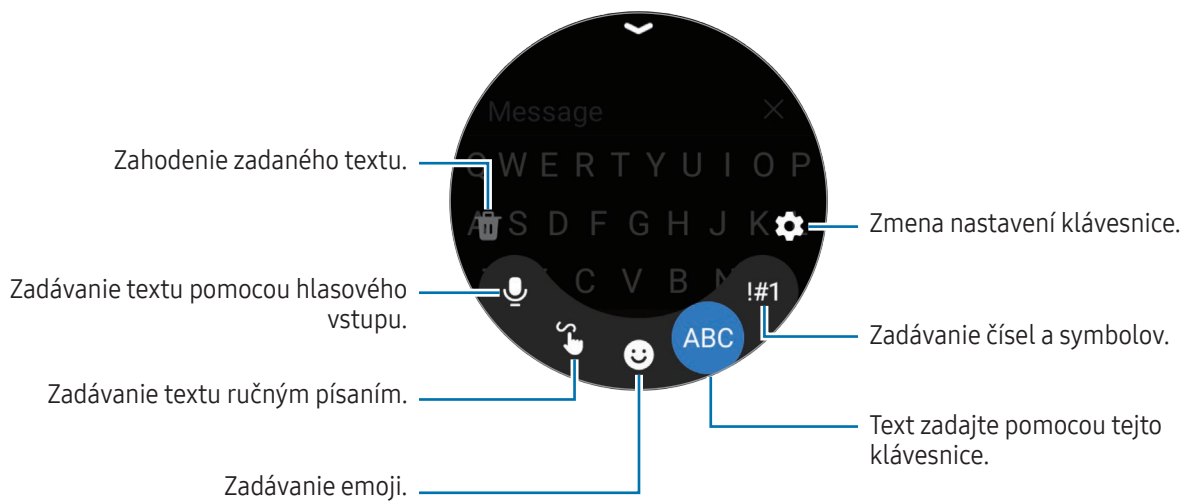 Message
Q W E R T Y U I O P
Zahodenie zadaného textu.
A S D F G H J K
Zmena nastavení klávesnice.
C V B N
Zadávanie textu pomocou hlasového
vstupu.
!#1
ABC
Zadávanie čísel a symbolov.
Zadávanie textu ručným písaním.
Text zadajte pomocou tejto
klávesnice.
Zadávanie emoji.